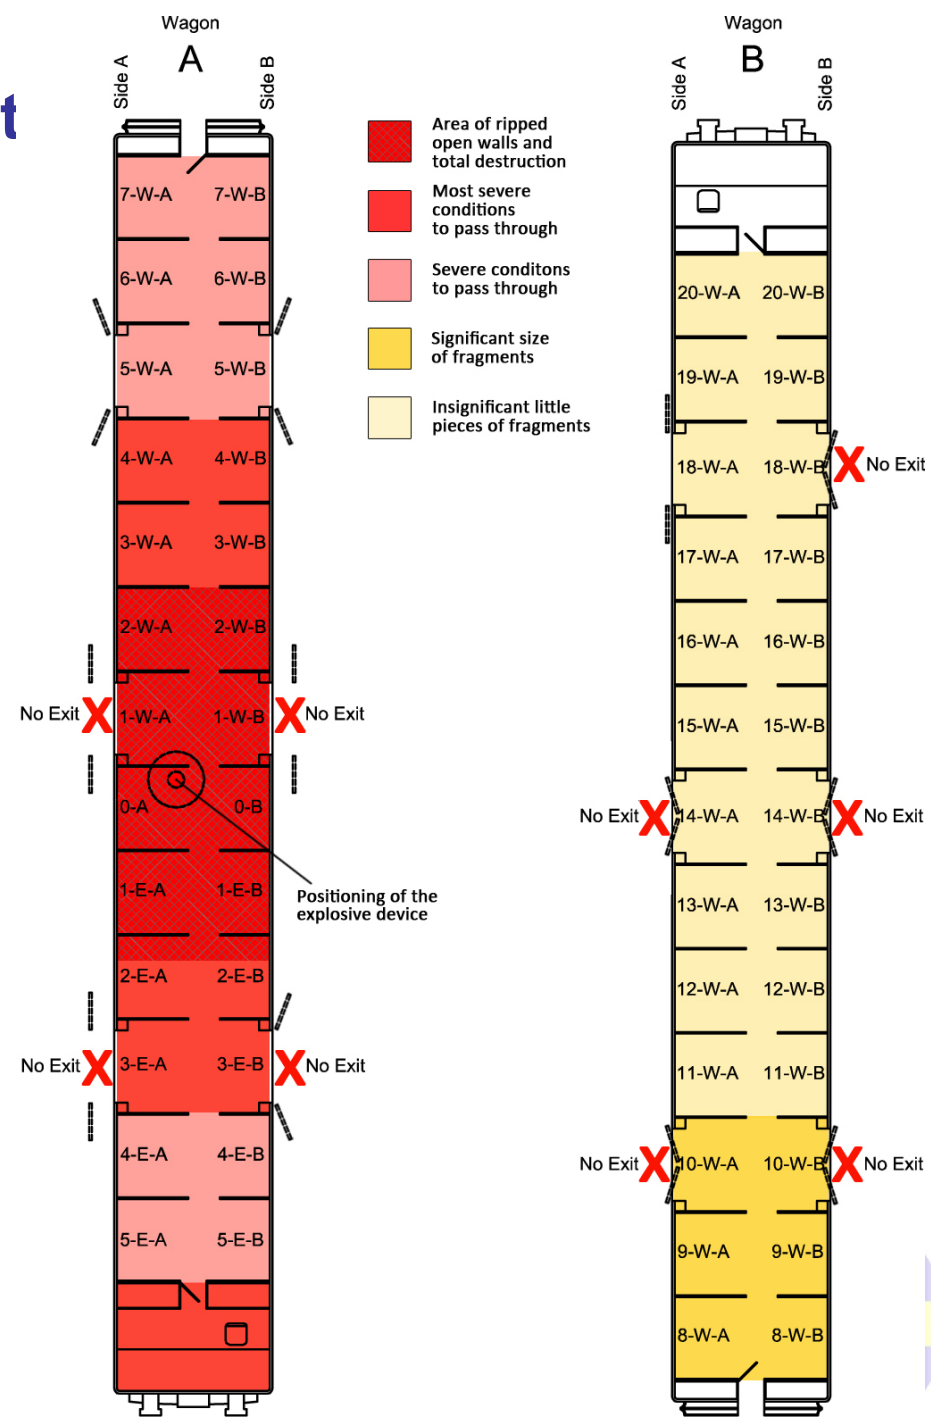 t
Wagon
A
Side A
Side B
7-W-A 7-W-B
6-W-A 6-W-B
5-W-A 5-W-B
4-W-A 4-W-B
3-W-A 3-W-B
2-W-A 2-W-B
No Exit X 1-W-A 1-W-B X No Exit
0-A 0-B
1-E-A 1-E-B
Positioning of the
explosive device
2-E-A 2-E-B
No Exit X 3-E-A 3-E-B X No Exit
4-E-A 4-E-B
5-E-A 5-E-B
Area of ripped
open walls and
total destruction
Most severe
conditions
to pass through
Severe conditons
to pass through
Significant size
of fragments
Insignificant little
pieces of fragments
Wagon
B
Side A
Side B
20-W-A 20-W-B
19-W-A 19-W-B
18-W-A 18-W-B X No Exit
17-W-A 17-W-B
16-W-A 16-W-B
15-W-A 15-W-B
No Exit X 14-W-A 14-W-B X No Exit
13-W-A 13-W-B
12-W-A 12-W-B
11-W-A 11-W-B
No Exit X 10-W-A 10-W-B X No Exit
9-W-A 9-W-B
8-W-A 8-W-B